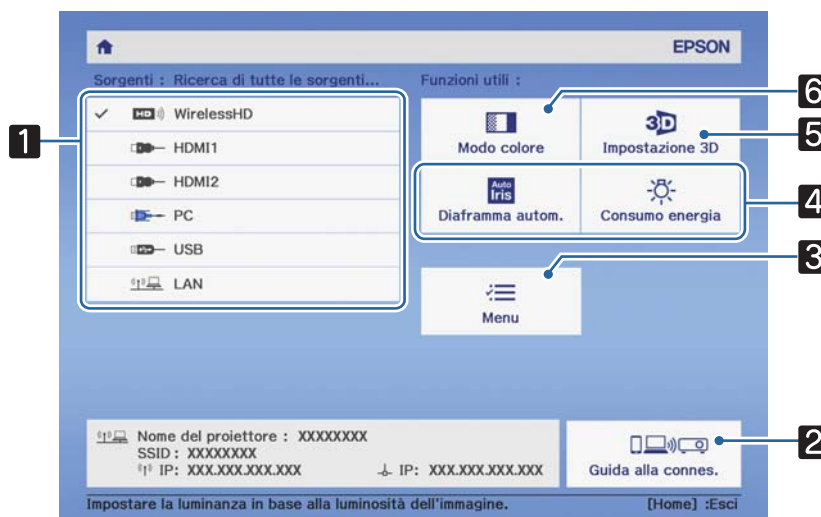 EPSON
Sorgenti : Ricerca di tutte le sorgenti...
WirelessHD
HDMI1
HDMI2
PC
USB
LAN
Funzioni utili :
Modo colore
3D
Impostazione 3D
Auto
Iris
Diaframma autom.
Consumo energia
Menu
Nome del proiettore : XXXXXXXX
SSID : XXXXXXXX
IP: XXX.XXX.XXX.XXX
IP: XXX.XXX.XXX.XXX
Guida alla connes.
Impostare la luminanza in base alla luminosità dell'immagine.
[Home] :Esci
1
6
5
4
3
2